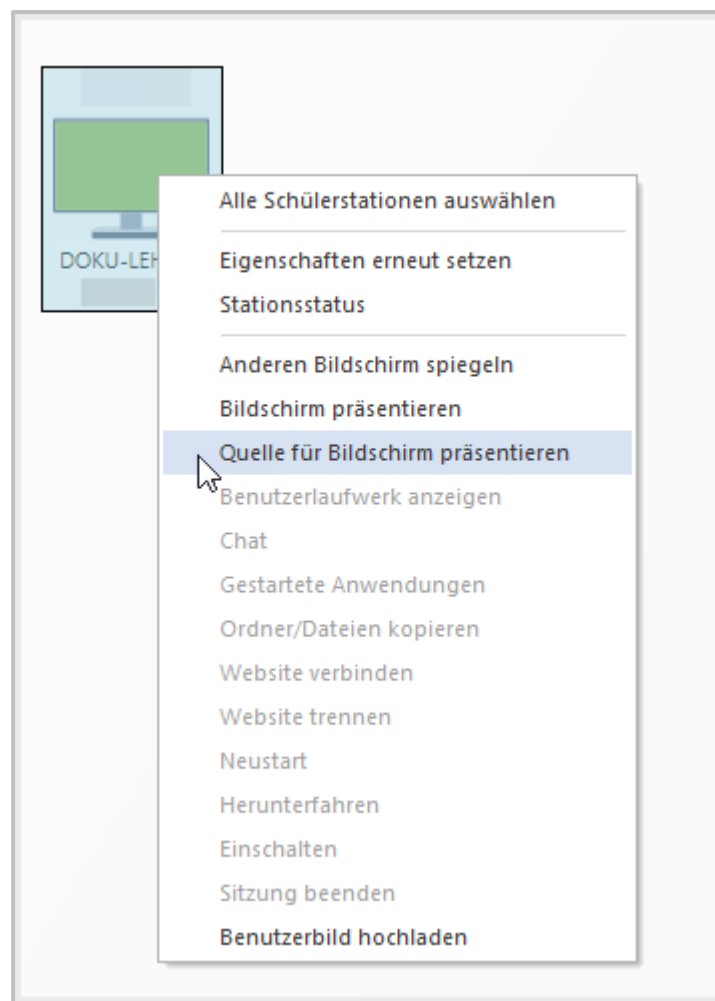 DOKU-LEH
Alle Schülerstationen auswählen
Eigenschaften erneut setzen
Stationsstatus
Anderen Bildschirm spiegeln
Bildschirm präsentieren
Quelle für Bildschirm präsentieren
Benutzerlaufwerk anzeigen
Chat
Gestartete Anwendungen
Ordner/Dateien kopieren
Website verbinden
Website trennen
Neustart
Herunterfahren
Einschalten
Sitzung beenden
Benutzerbild hochladen